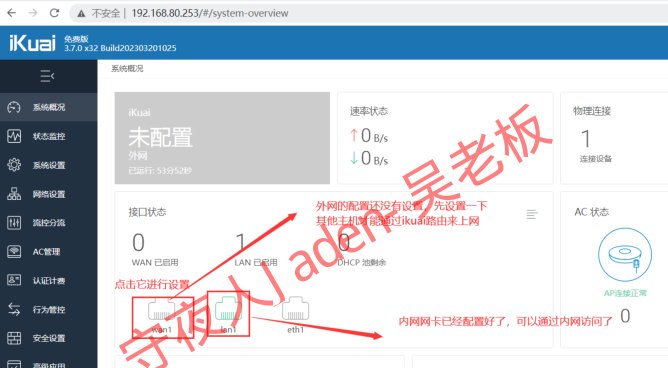 不安全 | 192.168.80.253/#/system-overview
iKuai 免费版
3.7.0 x32 Build202303201025
系统概况
系统概况
状态监控
系统设置
网络设置
流控分流
AC管理
认证计费
行为管控
安全设置
高级应用
iKuai
未配置
外网
已运行: 53分52秒
速率状态
↑0 B/s
↓0 B/s
物理连接
1
连接设备
外网的配置还没有设置，先设置一下
其他主机才能通过ikuai路由来上网
接口状态
0 1 0
WAN 已启用 LAN 已启用 DHCP 池剩余
点击它进行设置
wan1 lan1 eth1
内网网卡已经配置好了，可以通过内网访问了
AC 状态
AP连接正常
0
守夜人Jaden-吴老板